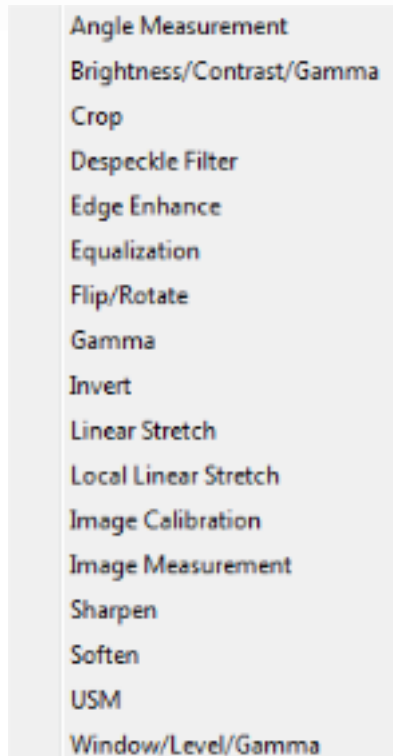 Angle Measurement
Brightness/Contrast/Gamma
Crop
Despeckle Filter
Edge Enhance
Equalization
Flip/Rotate
Gamma
Invert
Linear Stretch
Local Linear Stretch
Image Calibration
Image Measurement
Sharpen
Soften
USM
Window/Level/Gamma